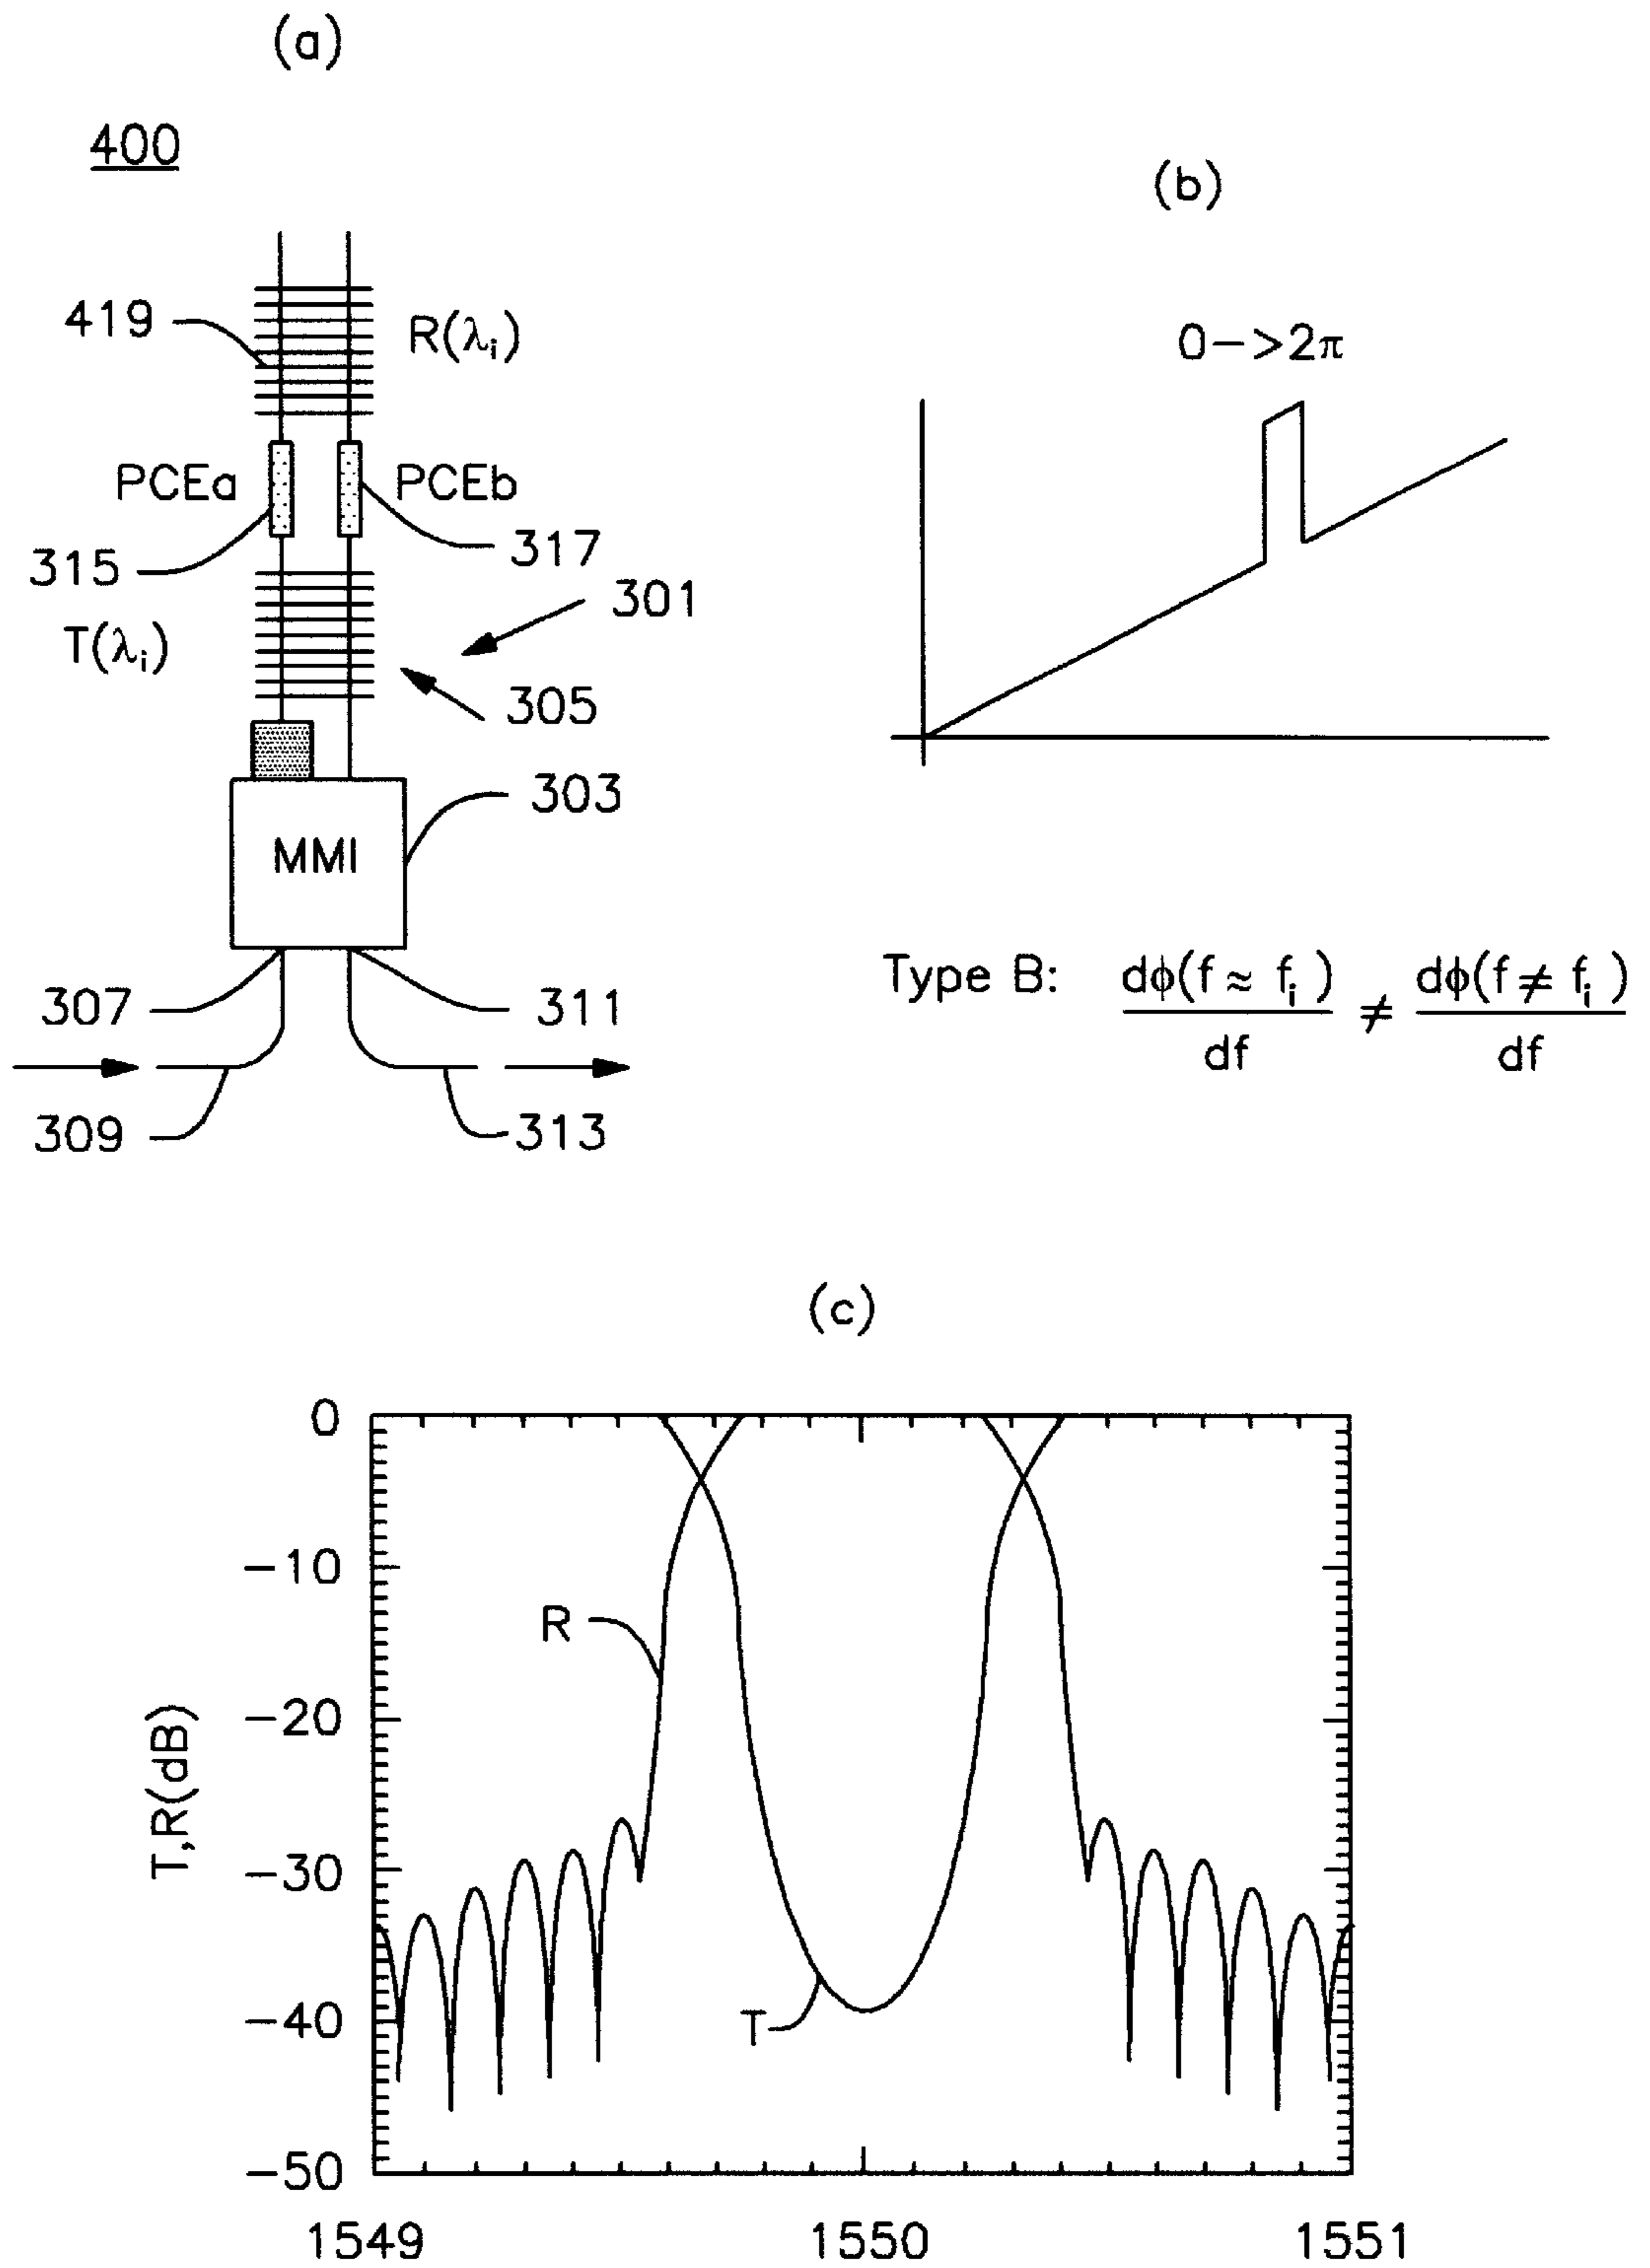 (a)
400
419
R(λi)
PCEa
PCEb
315
317
301
T(λi)
305
303
MMI
307
311
309
313
(b)
0->2π
Type B: dϕ(f ≈ fi)/df ≠ dϕ(f ≠ fi)/df
(c)
T,R(dB)
0
-10
-20
-30
-40
-50
R
T
1549
1550
1551